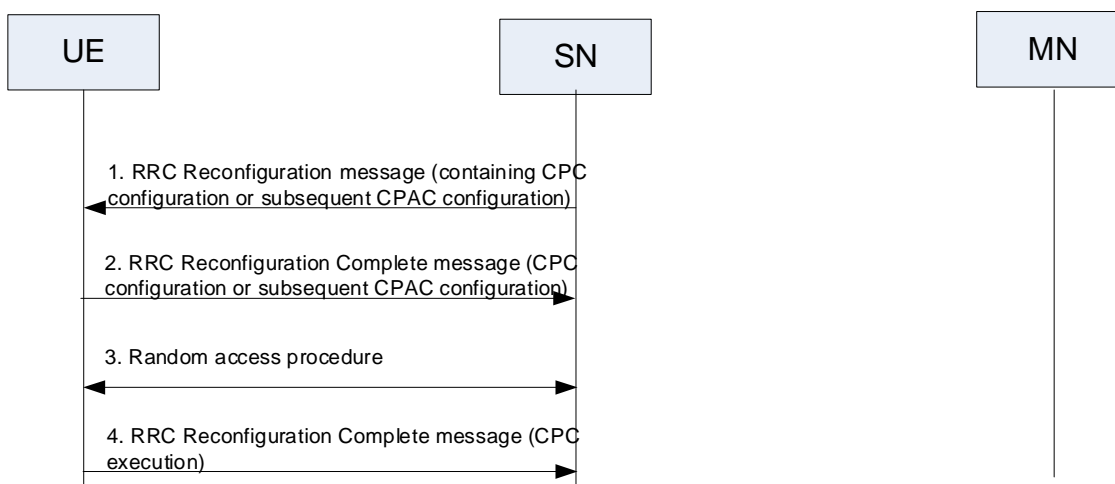 UE
SN
MN
1. RRC Reconfiguration message (containing CPC
configuration or subsequent CPAC configuration)
2. RRC Reconfiguration Complete message (CPC
configuration or subsequent CPAC configuration)
3. Random access procedure
4. RRC Reconfiguration Complete message (CPC
execution)